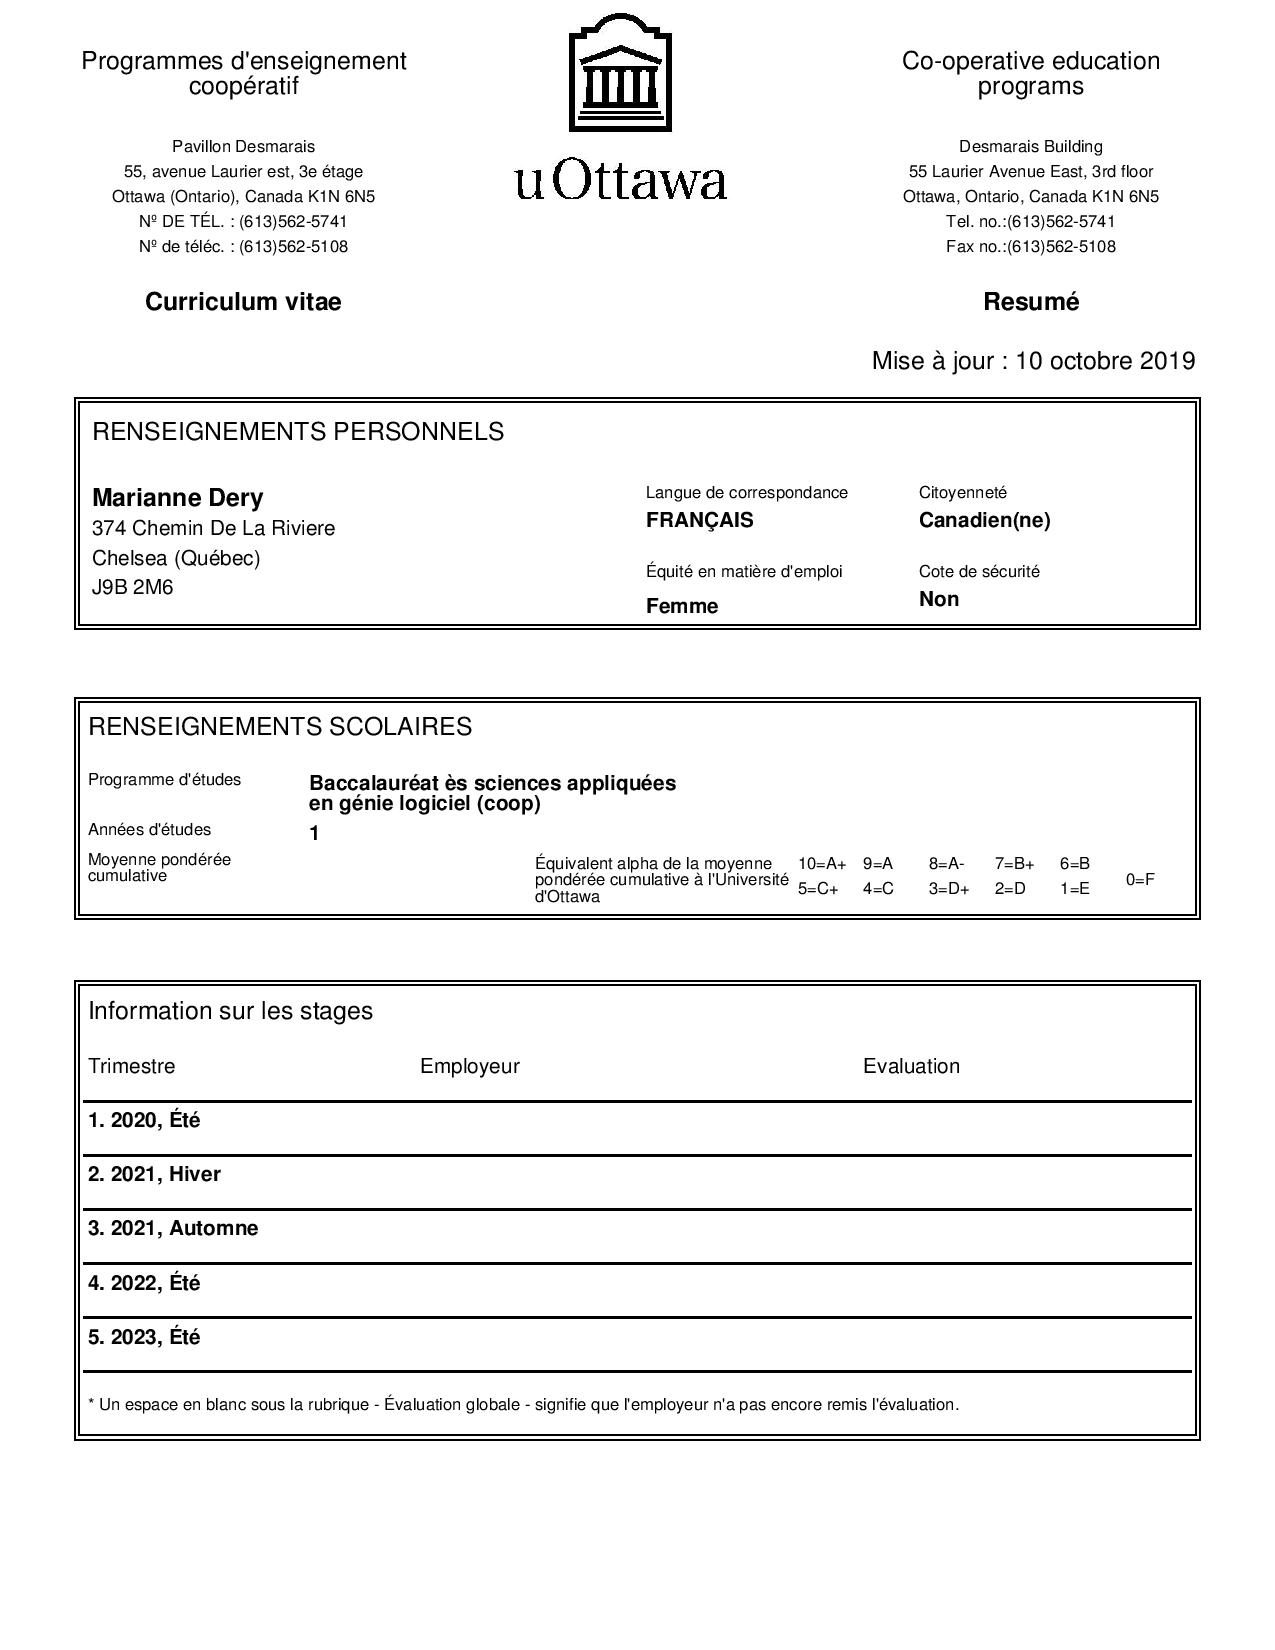 Programmes d'enseignement
coopératif
Pavillon Desmarais
55, avenue Laurier est, 3e étage
Ottawa (Ontario), Canada K1N 6N5
Nº DE TÉL. : (613)562-5741
Nº de téléc. : (613)562-5108
Curriculum vitae
uOttawa
Co-operative education
programs
Desmarais Building
55 Laurier Avenue East, 3rd floor
Ottawa, Ontario, Canada K1N 6N5
Tel. no.:(613)562-5741
Fax no.:(613)562-5108
Resumé
Mise à jour : 10 octobre 2019
RENSEIGNEMENTS PERSONNELS
Marianne Dery
374 Chemin De La Riviere
Chelsea (Québec)
J9B 2M6
Langue de correspondance
FRANÇAIS
Citoyenneté
Canadien(ne)
Équité en matière d'emploi
Femme
Cote de sécurité
Non
RENSEIGNEMENTS SCOLAIRES
Programme d'études
Baccalauréat ès sciences appliquées
en génie logiciel (coop)
Années d'études
1
Moyenne pondérée
cumulative
Équivalent alpha de la moyenne
pondérée cumulative à l'Université
d'Ottawa
10=A+ 9=A 8=A- 7=B+ 6=B
5=C+ 4=C 3=D+ 2=D 1=E
0=F
Information sur les stages
Trimestre Employeur Evaluation
1. 2020, Été
2. 2021, Hiver
3. 2021, Automne
4. 2022, Été
5. 2023, Été
* Un espace en blanc sous la rubrique - Évaluation globale - signifie que l'employeur n'a pas encore remis l'évaluation.